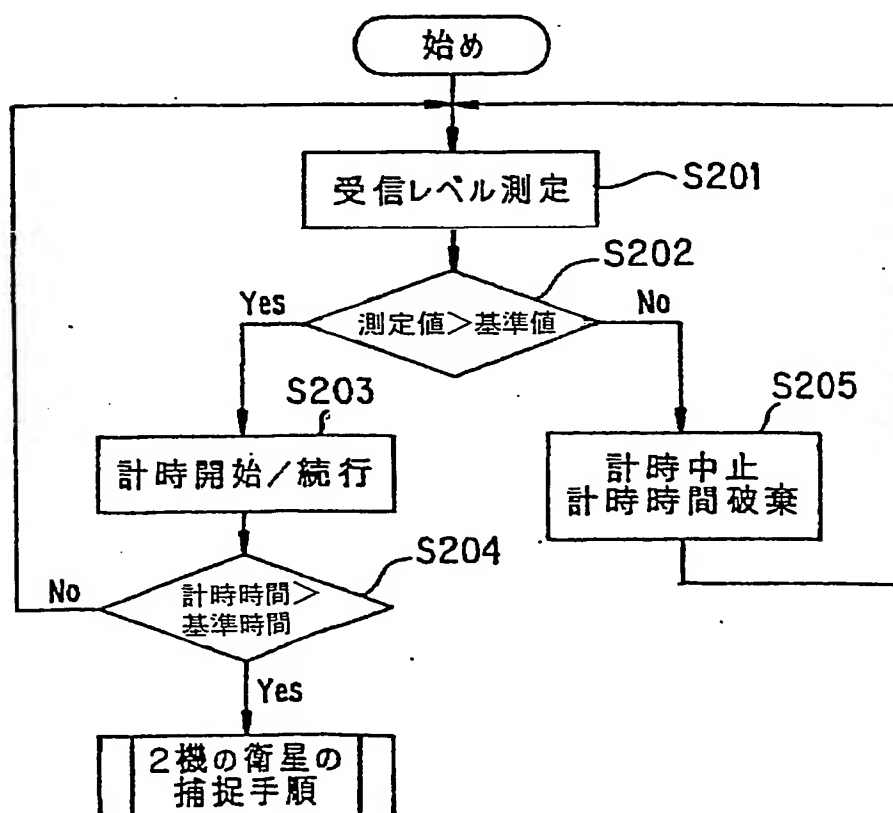 始め
受信レベル測定
S201
S202
Yes
測定値>基準値
No
S203
計時開始/続行
S205
計時中止
計時時間破棄
S204
No
計時時間>
基準時間
Yes
2機の衛星の
捕捉手順